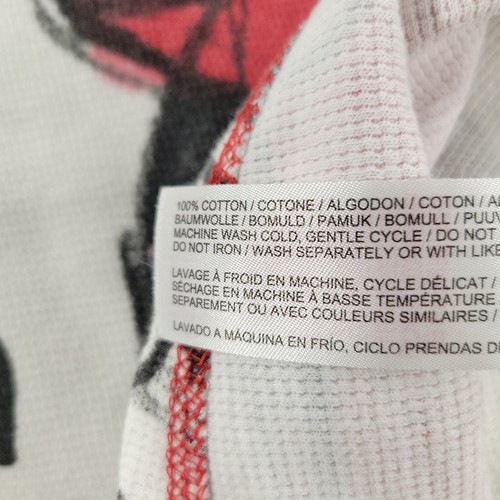 100% COTTON / COTONE / ALGODON / COTON /
BAUMWOLLE / BOMULD / PAMUK / BOMULL /
MACHINE WASH COLD, GENTLE CYCLE / DO NOT
DO NOT IRON / WASH SEPARATELY OR WITH LIKE
LAVAGE À FROID EN MACHINE, CYCLE DÉLICAT /
SÉCHAGE EN MACHINE À BASSE TEMPÉRATURE
SEPAREMENT OU AVEC COULEURS SIMILAIRES /
LAVADO A MÁQUINA EN FRÍO, CICLO PRENDAS